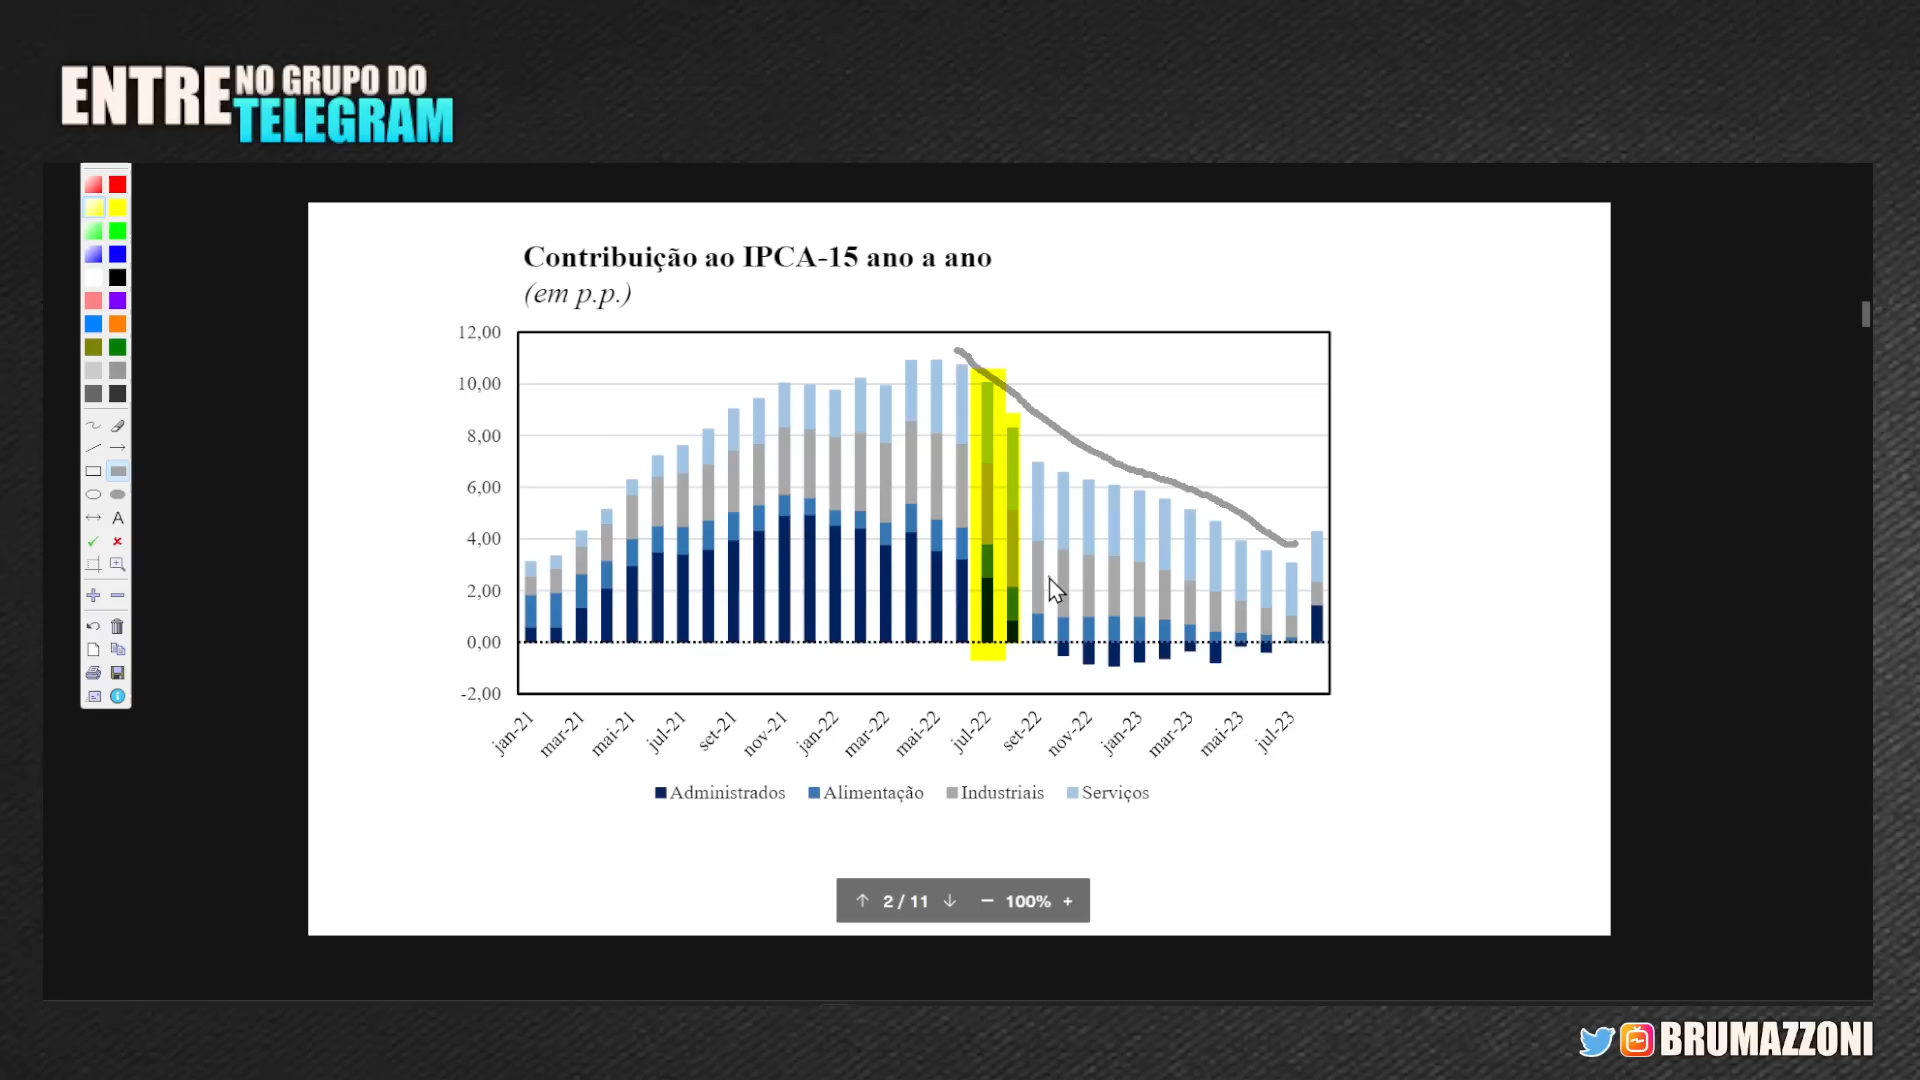 ENTRE NO GRUPO DO
TELEGRAM
A
Contribuição ao IPCA-15 ano a ano
(em p.p.)
12,00
10,00
8,00
6,00
4,00
2,00
0,00
-2,00
jan-21 mar-21 mai-21 jul-21 set-21 nov-21 jan-22 mar-22 mai-22 jul-22 set-22 nov-22 jan-23 mar-23 mai-23 jul-23
Administrados Alimentação Industriais Serviços
2 / 11 100%
BRUMAZZONI